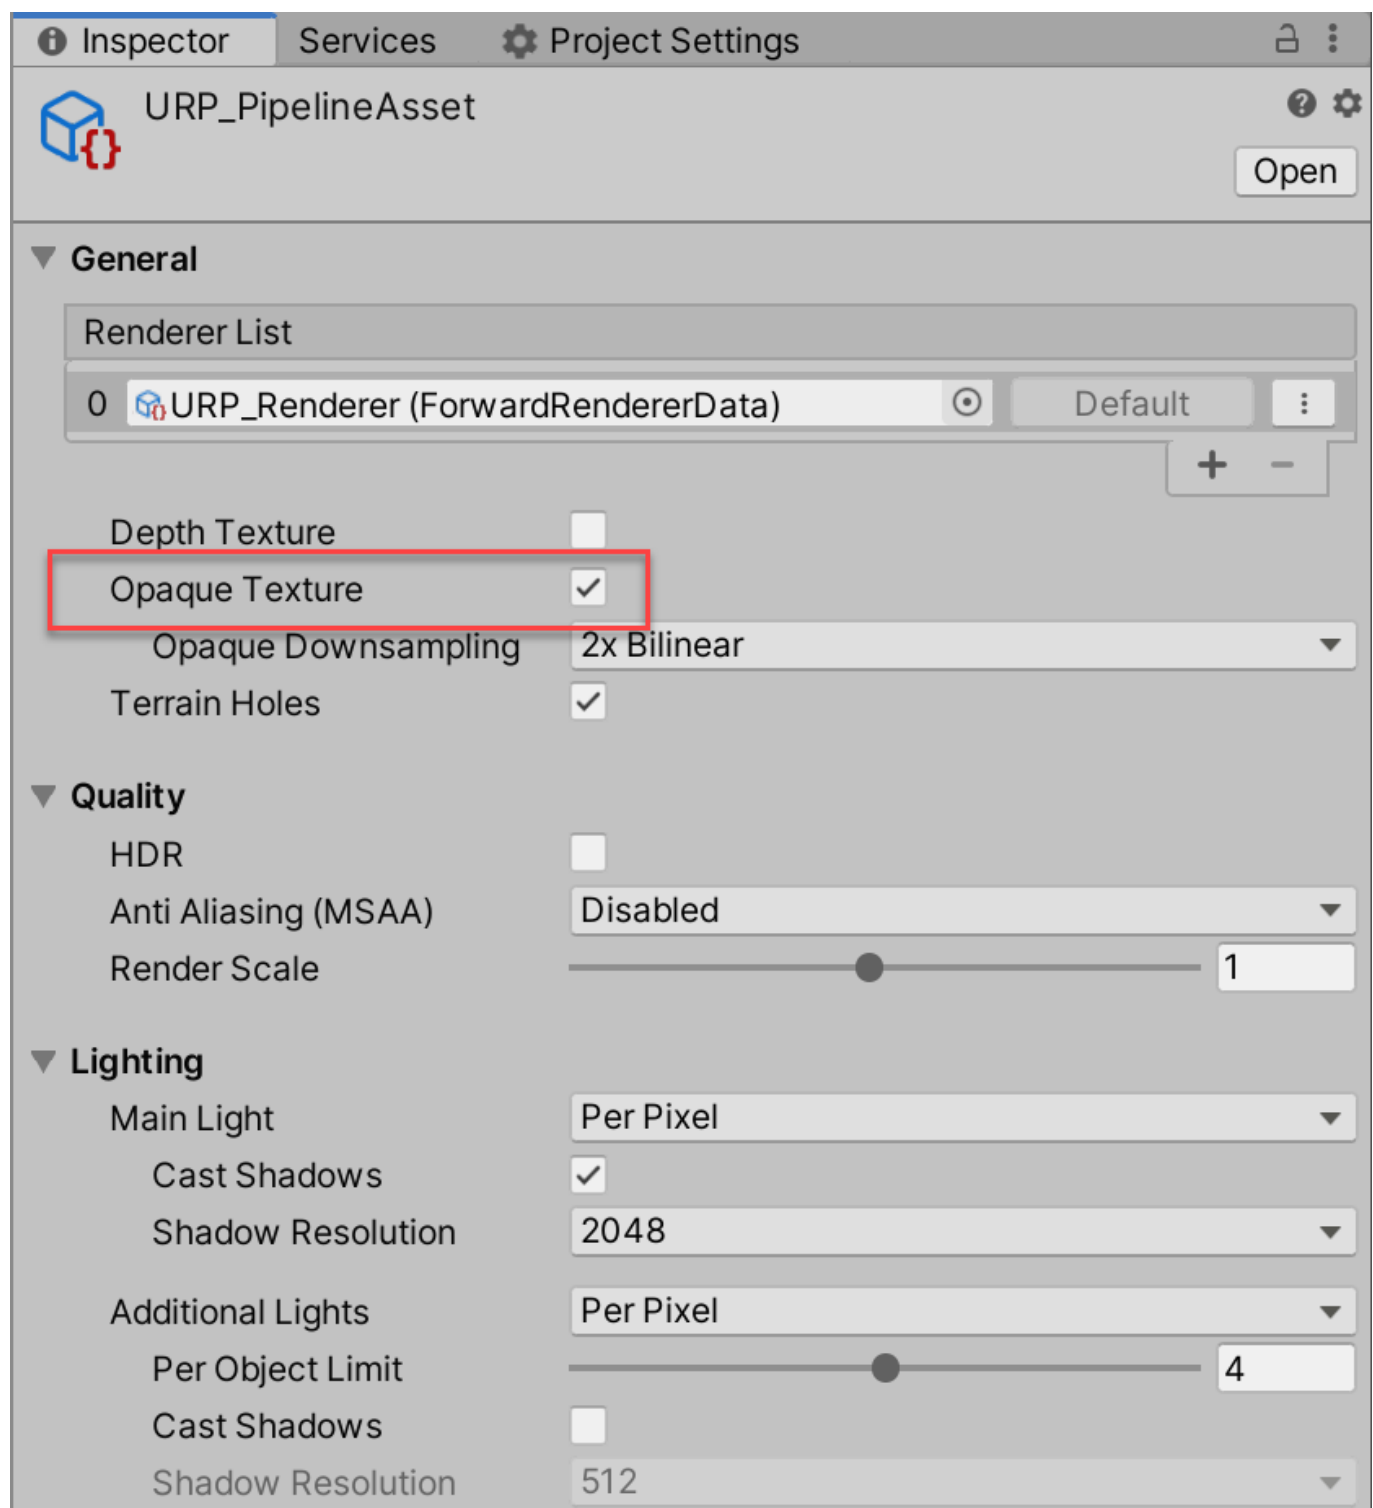 Inspector Services Project Settings
URP_PipelineAsset
Open
General
Renderer List
0 URP_Renderer (ForwardRendererData) Default
Depth Texture
Opaque Texture
Opaque Downsampling 2x Bilinear
Terrain Holes
Quality
HDR
Anti Aliasing (MSAA) Disabled
Render Scale 1
Lighting
Main Light Per Pixel
Cast Shadows
Shadow Resolution 2048
Additional Lights Per Pixel
Per Object Limit 4
Cast Shadows
Shadow Resolution 512